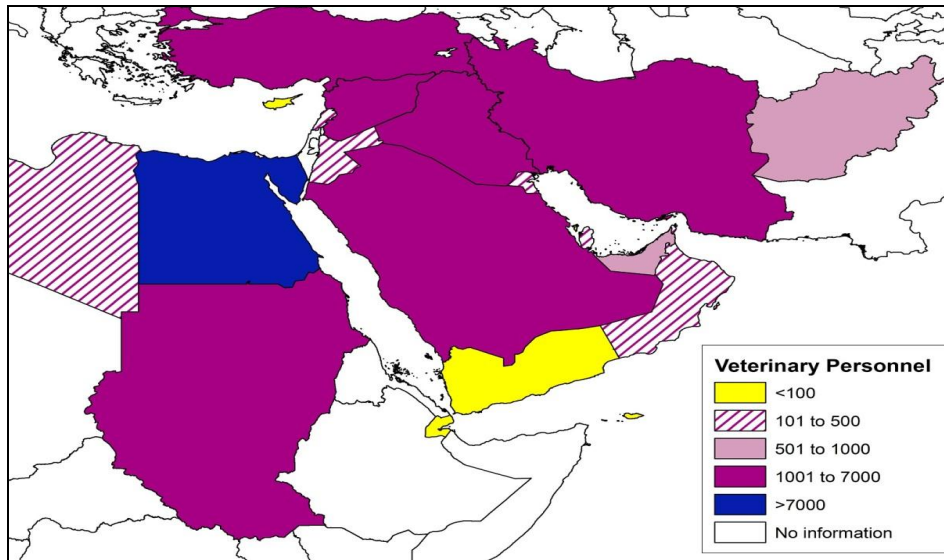 Veterinary Personnel
<100
101 to 500
501 to 1000
1001 to 7000
>7000
No information